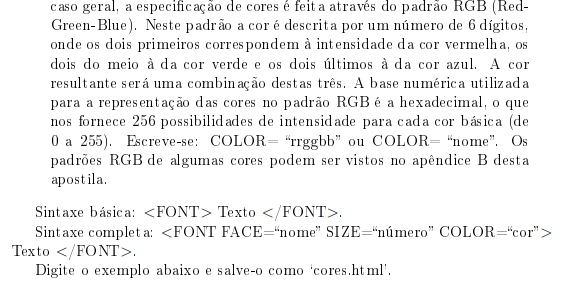 caso geral, a especificação de cores é feita através do padrão RGB (Red-
Green-Blue). Neste padrão a cor é descrita por um número de 6 dígitos,
onde os dois primeiros correspondem à intensidade da cor vermelha, os
dois do meio à da cor verde e os dois últimos à da cor azul. A cor
resultante será uma combinação destas três. A base numérica utilizada
para a representação das cores no padrão RGB é a hexadecimal, o que
nos fornece 256 possibilidades de intensidade para cada cor básica (de
0 a 255). Escreve-se: COLOR= “rrggbb” ou COLOR= “nome”. Os
padrões RGB de algumas cores podem ser vistos no apêndice B desta
apostila.
Sintaxe básica: <FONT> Texto </FONT>.
Sintaxe completa: <FONT FACE=“nome” SIZE=“número” COLOR=“cor”>
Texto </FONT>.
Digite o exemplo abaixo e salve-o como ‘cores.html’.